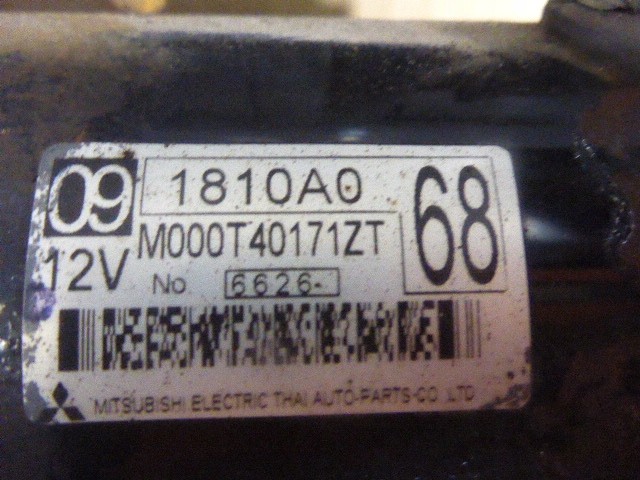 09 1810A0 68
M000T40171ZT
12V No. 6626-
MITSUBISHI ELECTRIC THAI AUTO-PARTS CO.,LTD